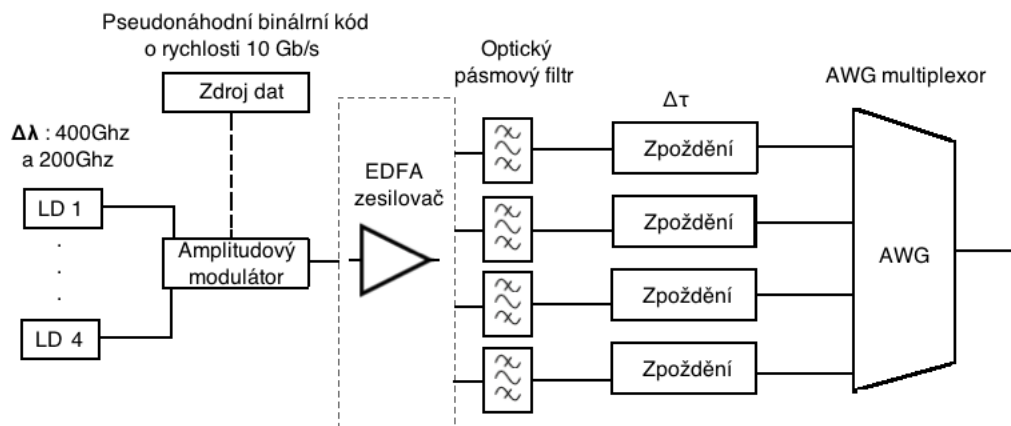 Pseudonáhodní binálrní kód
o rychlosti 10 Gb/s
Zdroj dat
Δλ : 400Ghz
a 200Ghz
LD 1
LD 4
Amplitudový
modulátor
EDFA
zesilovač
Optický
pásmový filtr
Δτ
Zpoždění
Zpoždění
Zpoždění
Zpoždění
AWG multiplexor
AWG